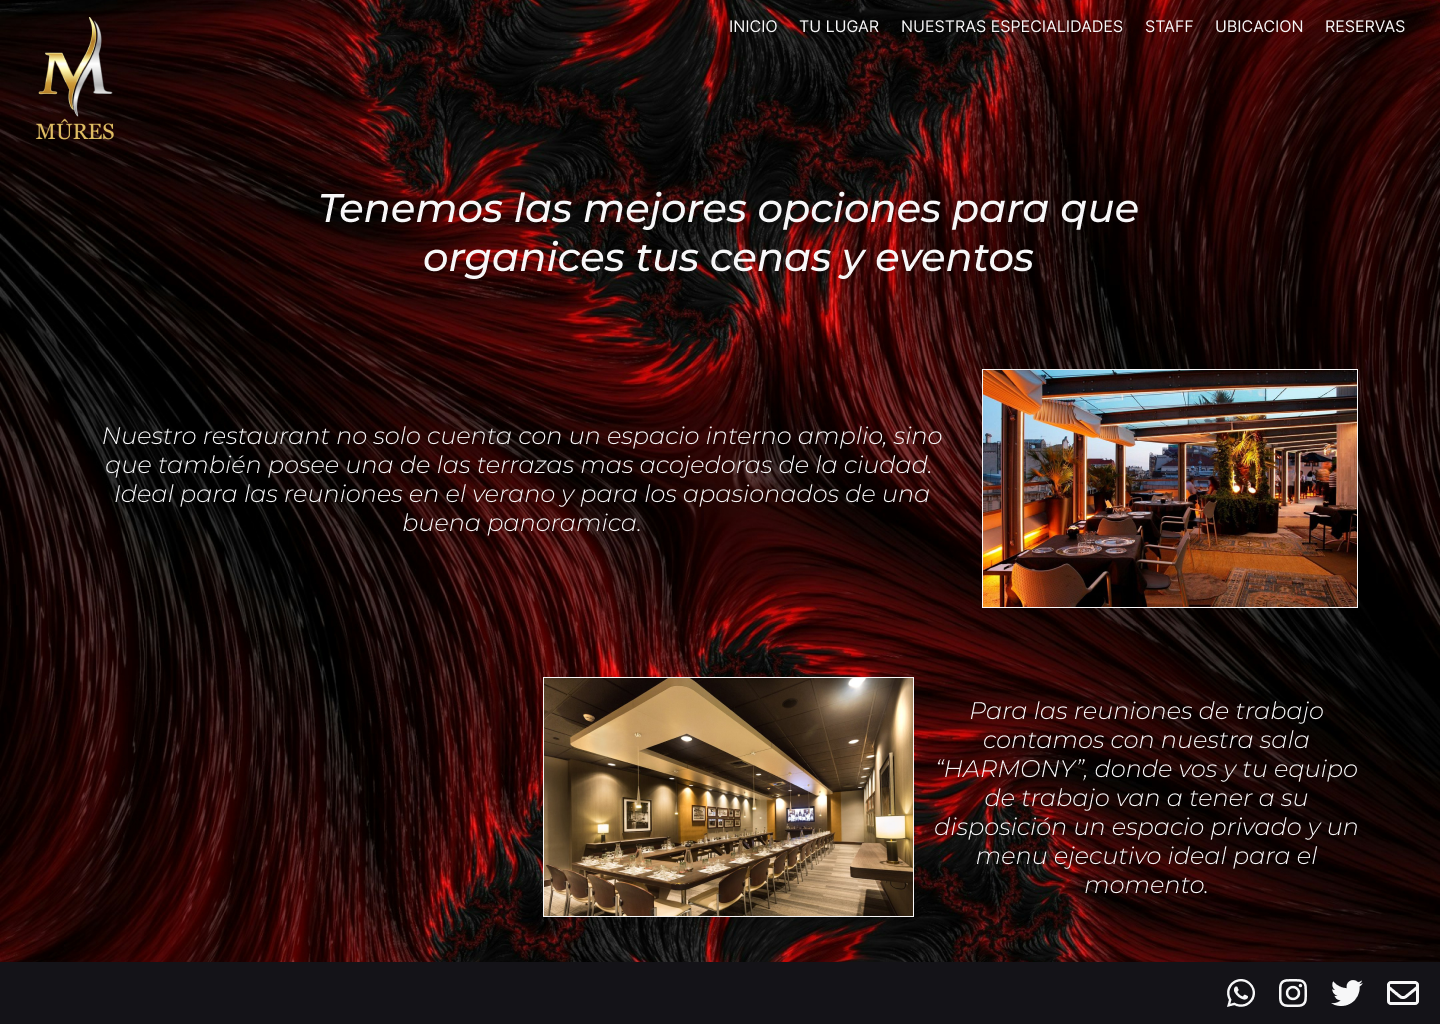 INICIO TU LUGAR NUESTRAS ESPECIALIDADES STAFF UBICACION RESERVAS
MÛRES
Tenemos las mejores opciones para que
organices tus cenas y eventos
Nuestro restaurant no solo cuenta con un espacio interno amplio, sino
que también posee una de las terrazas mas acojedoras de la ciudad.
Ideal para las reuniones en el verano y para los apasionados de una
buena panoramica.
Para las reuniones de trabajo
contamos con nuestra sala
“HARMONY”, donde vos y tu equipo
de trabajo van a tener a su
disposición un espacio privado y un
menu ejecutivo ideal para el
momento.